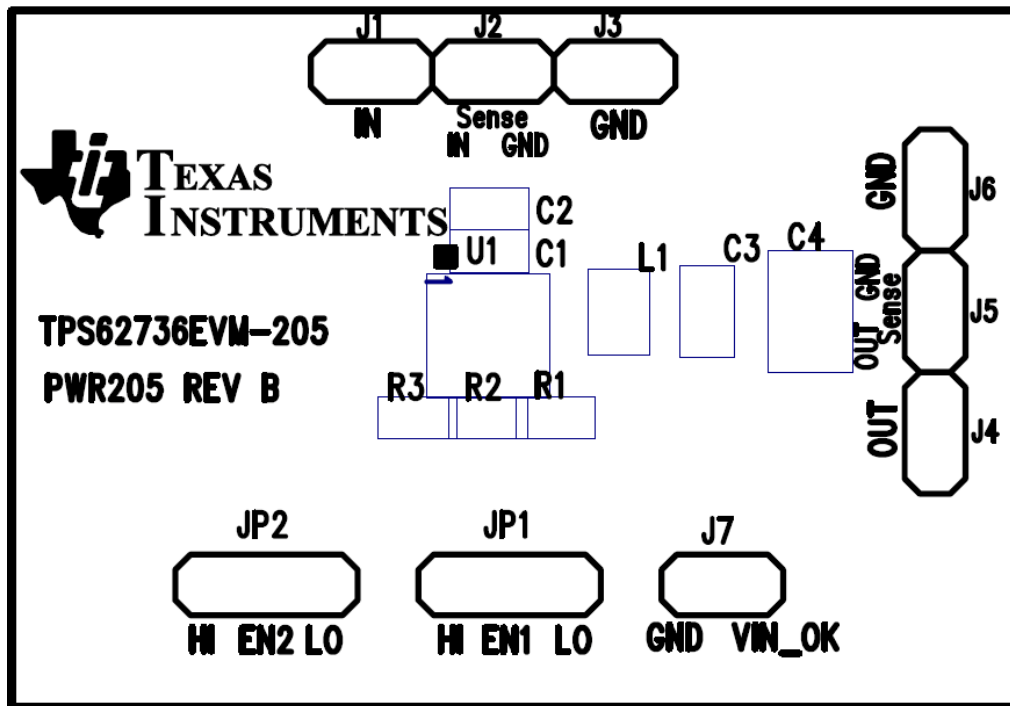 J1 J2 J3
IN Sense GND
IN GND
TEXAS
INSTRUMENTS
GND J6
C2
U1 C1
L1 C3 C4
1
OUT GND
Sense
J5
TPS62736EVM-205
PWR205 REV B
R3 R2 R1
OUT J4
JP2 JP1 J7
HI EN2 LO HI EN1 LO GND VIN_OK